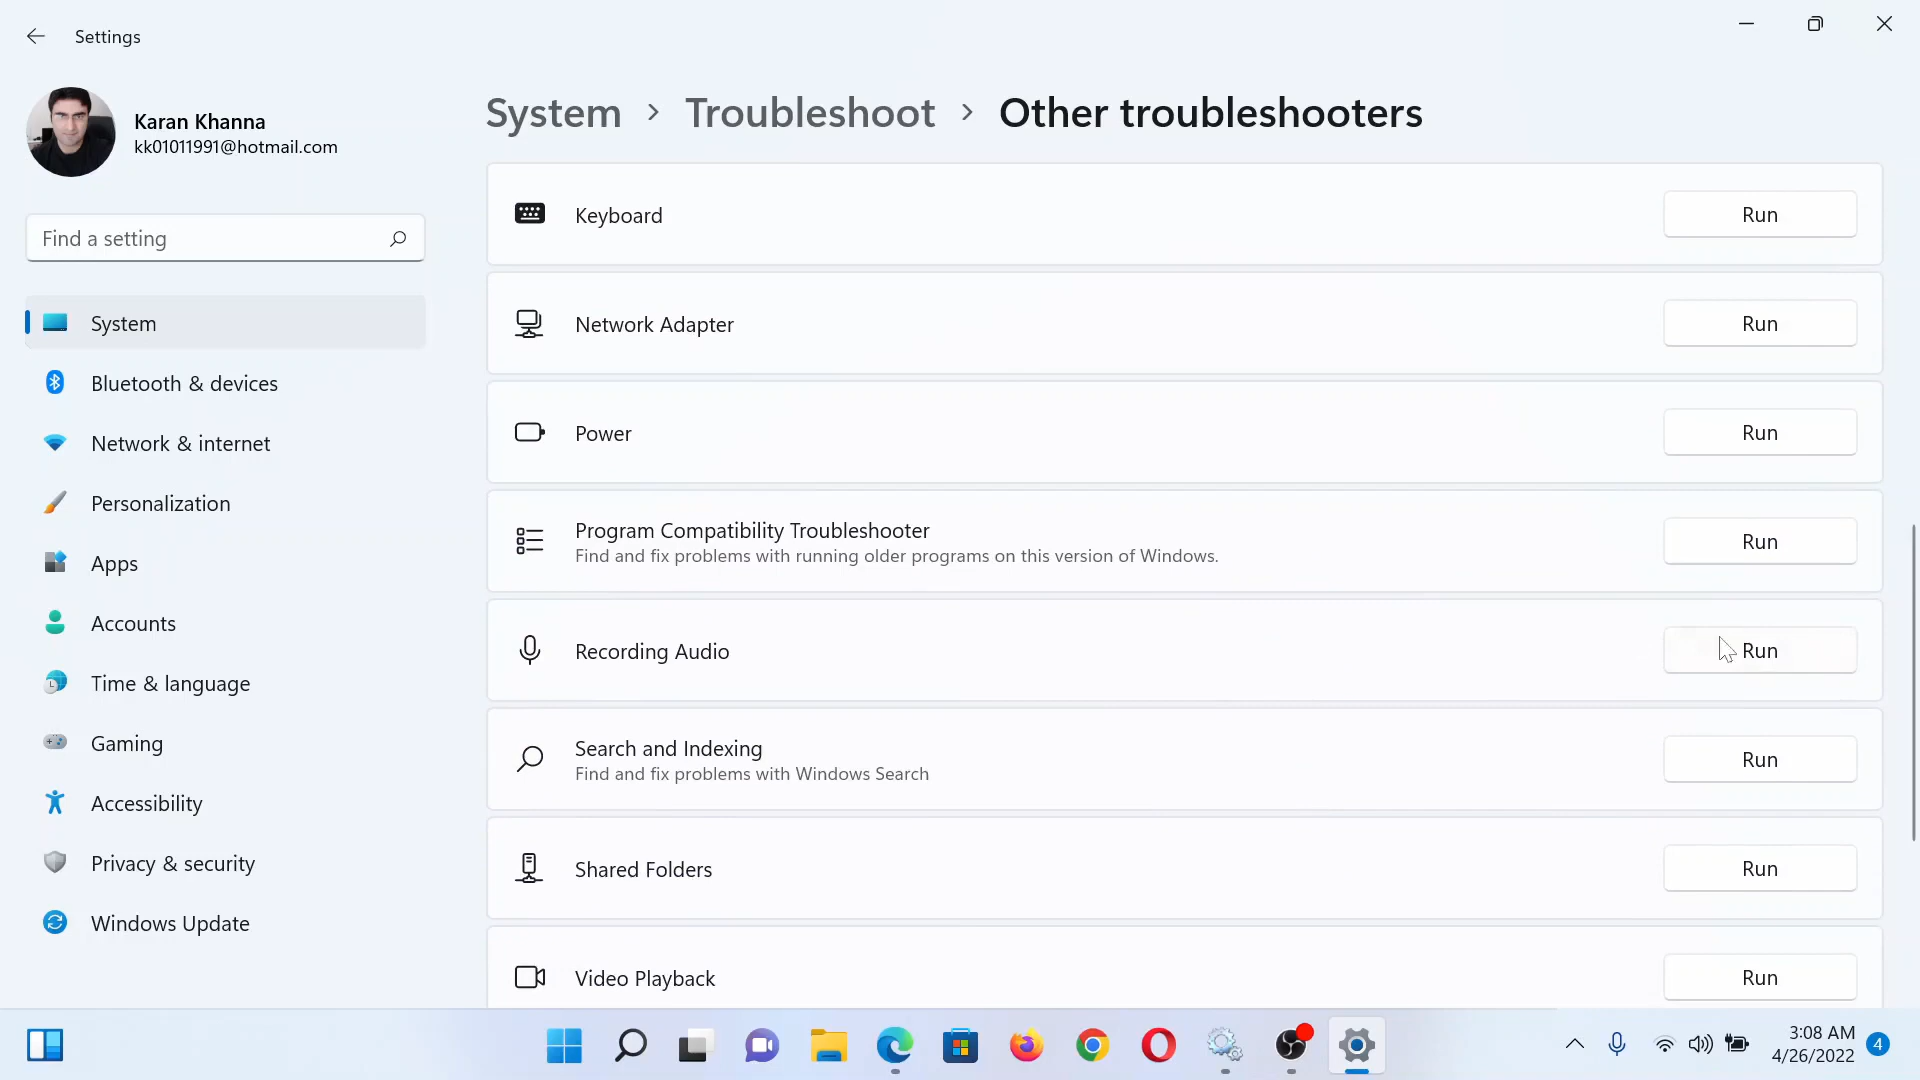 Settings
Karan Khanna
kk01011991@hotmail.com
Find a setting
System
Bluetooth & devices
Network & internet
Personalization
Apps
Accounts
Time & language
Gaming
Accessibility
Privacy & security
Windows Update
System > Troubleshoot > Other troubleshooters
Keyboard Run
Network Adapter Run
Power Run
Program Compatibility Troubleshooter Run
Find and fix problems with running older programs on this version of Windows.
Recording Audio Run
Search and Indexing Run
Find and fix problems with Windows Search
Shared Folders Run
Video Playback Run
3:08 AM
4/26/2022
4